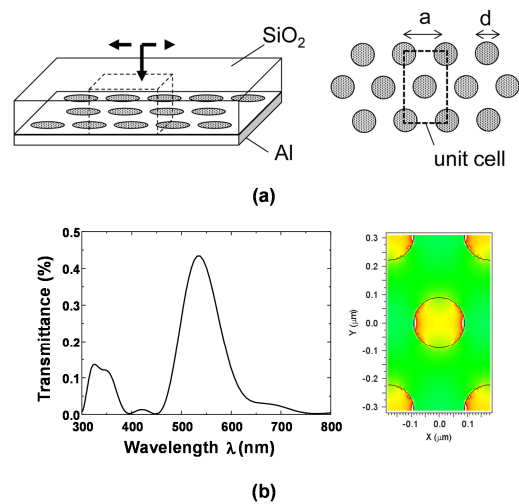 SiO2
Al
a
d
unit cell
(a)
Transmittance (%)
0.5
0.4
0.3
0.2
0.1
0.0
300 400 500 600 700 800
Wavelength λ(nm)
Y (μm)
0.3
0.2
0.1
0.0
-0.1
-0.2
-0.3
-0.1 0.0 0.1
X (μm)
(b)